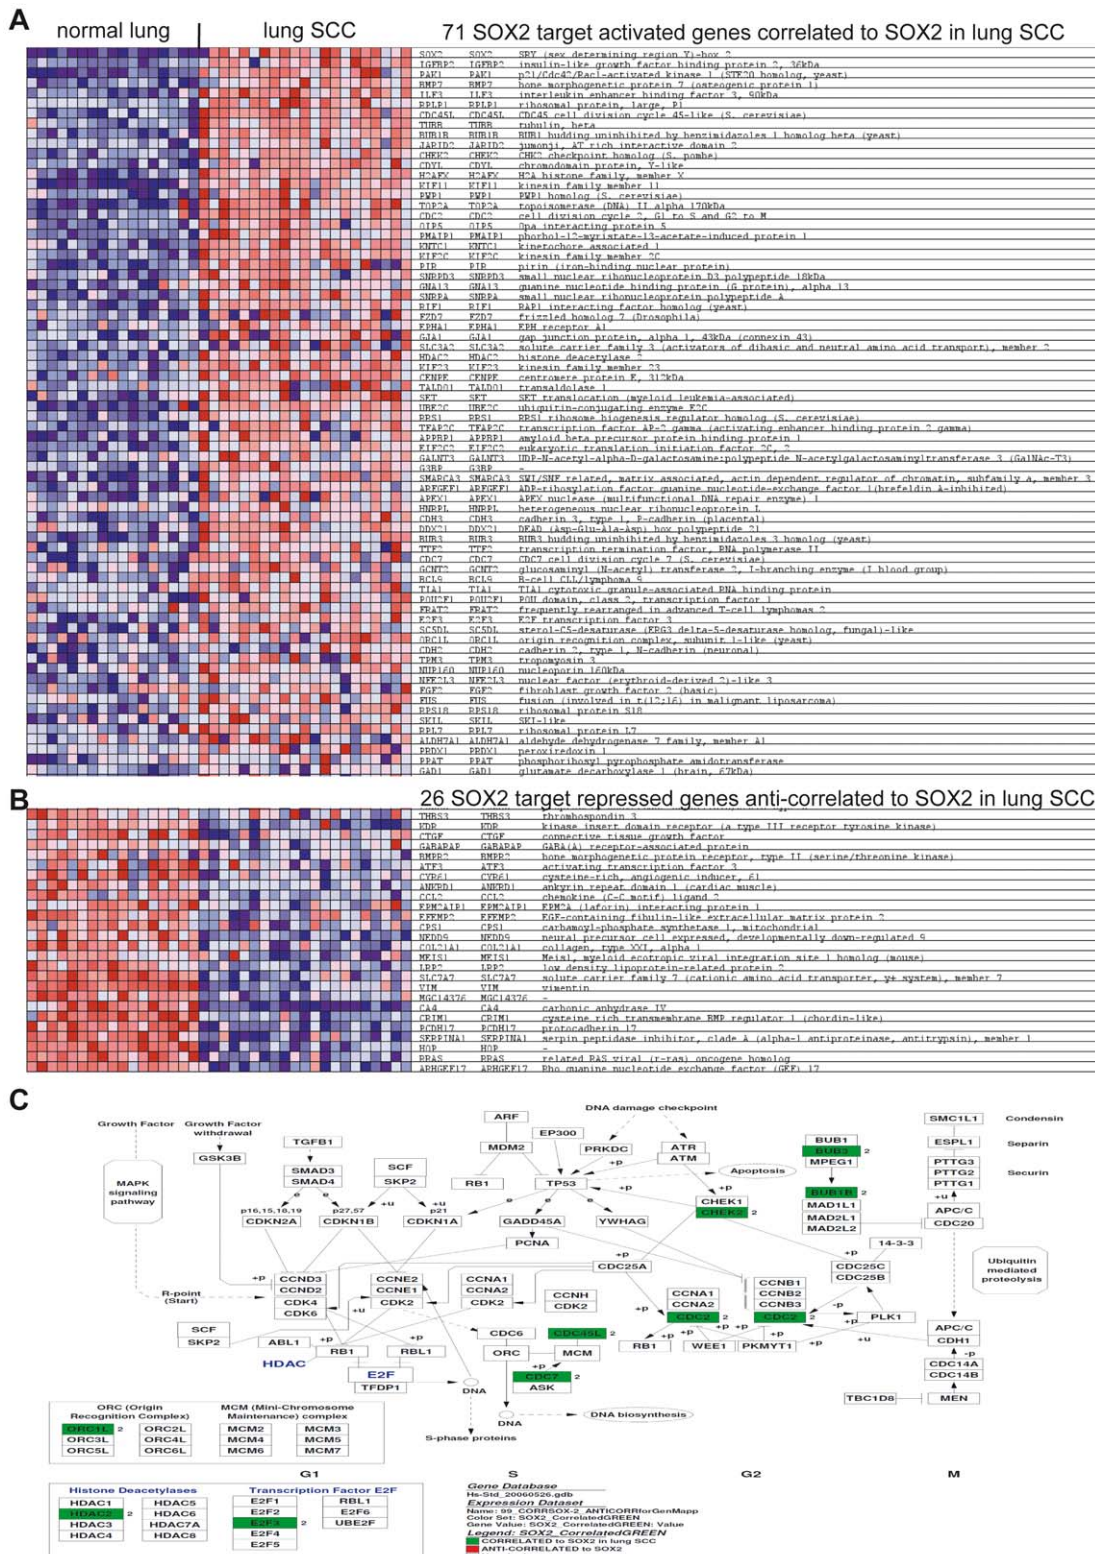 A
normal lung
lung SCC
71 SOX2 target activated genes correlated to SOX2 in lung SCC
SOX2 SOX2 SRY (sex determining region Y)-box 2
IGFBP2 IGFBP2 insulin-like growth factor binding protein 2, 36kDa
PAK1 PAK1 p21/Cdc42/Rac1-activated kinase 1 (STE20 homolog, yeast)
BMP7 BMP7 bone morphogenetic protein 7 (osteogenic protein 1)
ILF3 ILF3 interleukin enhancer binding factor 3, 90kDa
RPLP1 RPLP1 ribosomal protein, large, P1
CDC45L CDC45L CDC45 cell division cycle 45-like (S. cerevisiae)
TUBB TUBB tubulin, beta
BUB1B BUB1B BUB1 budding uninhibited by benzimidazoles 1 homolog beta (yeast)
JARID2 JARID2 jumonji, AT rich interactive domain 2
CHEK2 CHEK2 CHK2 checkpoint homolog (S. pombe)
CDYL CDYL chromodomain protein, Y-like
H2AFX H2AFX H2A histone family, member X
KIF11 KIF11 kinesin family member 11
PWP1 PWP1 PWP1 homolog (S. cerevisiae)
TOP2A TOP2A topoisomerase (DNA) II alpha 170kDa
CDC2 CDC2 cell division cycle 2, G1 to S and G2 to M
OIP5 OIP5 Opa interacting protein 5
PMAIP1 PMAIP1 phorbol-12-myristate-13-acetate-induced protein 1
KNTC1 KNTC1 kinetochore associated 1
KIF2C KIF2C kinesin family member 2C
PIR PIR pirin (iron-binding nuclear protein)
SNRPD3 SNRPD3 small nuclear ribonucleoprotein D3 polypeptide 18kDa
GNA13 GNA13 guanine nucleotide binding protein (G protein), alpha 13
SNRPA SNRPA small nuclear ribonucleoprotein polypeptide A
RIF1 RIF1 RAP1 interacting factor homolog (yeast)
FZD7 FZD7 frizzled homolog 7 (Drosophila)
EPHA1 EPHA1 EPH receptor A1
GJA1 GJA1 gap junction protein, alpha 1, 43kDa (connexin 43)
SLC3A2 SLC3A2 solute carrier family 3 (activators of dibasic and neutral amino acid transport), member 2
HDAC2 HDAC2 histone deacetylase 2
KIF23 KIF23 kinesin family member 23
CENPE CENPE centromere protein E, 312kDa
TALDO1 TALDO1 transaldolase 1
SET SET SET translocation (myeloid leukemia-associated)
UBE2C UBE2C ubiquitin-conjugating enzyme E2C
RRS1 RRS1 RRS1 ribosome biogenesis regulator homolog (S. cerevisiae)
TFAP2C TFAP2C transcription factor AP-2 gamma (activating enhancer binding protein 2 gamma)
APPBP1 APPBP1 amyloid beta precursor protein binding protein 1
EIF2C2 EIF2C2 eukaryotic translation initiation factor 2C, 2
GALNT3 GALNT3 UDP-N-acetyl-alpha-D-galactosamine:polypeptide N-acetylgalactosaminyltransferase 3 (GalNAc-T3)
G3BP G3BP -
SMARCA3 SMARCA3 SWI/SNF related, matrix associated, actin dependent regulator of chromatin, subfamily a, member 3
ARFGEF1 ARFGEF1 ADP-ribosylation factor guanine nucleotide-exchange factor 1(brefeldin A-inhibited)
APEX1 APEX1 APEX nuclease (multifunctional DNA repair enzyme) 1
HNRPL HNRPL heterogeneous nuclear ribonucleoprotein L
CDH3 CDH3 cadherin 3, type 1, P-cadherin (placental)
DDX21 DDX21 DEAD (Asp-Glu-Ala-Asp) box polypeptide 21
BUB3 BUB3 BUB3 budding uninhibited by benzimidazoles 3 homolog (yeast)
TTF2 TTF2 transcription termination factor, RNA polymerase II
CDC7 CDC7 CDC7 cell division cycle 7 (S. cerevisiae)
GCNT2 GCNT2 glucosaminyl (N-acetyl) transferase 2, I-branching enzyme (I blood group)
BCL9 BCL9 B-cell CLL/lymphoma 9
TIA1 TIA1 TIA1 cytotoxic granule-associated RNA binding protein
POU2F1 POU2F1 POU domain, class 2, transcription factor 1
FRAT2 FRAT2 frequently rearranged in advanced T-cell lymphomas 2
E2F3 E2F3 E2F transcription factor 3
SC5DL SC5DL sterol-C5-desaturase (ERG3 delta-5-desaturase homolog, fungal)-like
ORC1L ORC1L origin recognition complex, subunit 1-like (yeast)
CDH2 CDH2 cadherin 2, type 1, N-cadherin (neuronal)
TPM3 TPM3 tropomyosin 3
NUP160 NUP160 nucleoporin 160kDa
NFE2L3 NFE2L3 nuclear factor (erythroid-derived 2)-like 3
FGF2 FGF2 fibroblast growth factor 2 (basic)
FUS FUS fusion (involved in t(12;16) in malignant liposarcoma)
RPS18 RPS18 ribosomal protein S18
SKIL SKIL SKI-like
RPL7 RPL7 ribosomal protein L7
ALDH7A1 ALDH7A1 aldehyde dehydrogenase 7 family, member A1
PRDX1 PRDX1 peroxiredoxin 1
PPAT PPAT phosphoribosyl pyrophosphate amidotransferase
GAD1 GAD1 glutamate decarboxylase 1 (brain, 67kDa)
B
26 SOX2 target repressed genes anti-correlated to SOX2 in lung SCC
THBS3 THBS3 thrombospondin 3
KDR KDR kinase insert domain receptor (a type III receptor tyrosine kinase)
CTGF CTGF connective tissue growth factor
GABARAP GABARAP GABA(A) receptor-associated protein
BMPR2 BMPR2 bone morphogenetic protein receptor, type II (serine/threonine kinase)
ATF3 ATF3 activating transcription factor 3
CYR61 CYR61 cysteine-rich, angiogenic inducer, 61
ANKRD1 ANKRD1 ankyrin repeat domain 1 (cardiac muscle)
CCL2 CCL2 chemokine (C-C motif) ligand 2
EPM2AIP1 EPM2AIP1 EPM2A (laforin) interacting protein 1
EFEMP2 EFEMP2 EGF-containing fibulin-like extracellular matrix protein 2
CPS1 CPS1 carbamoyl-phosphate synthetase 1, mitochondrial
NEDD9 NEDD9 neural precursor cell expressed, developmentally down-regulated 9
COL21A1 COL21A1 collagen, type XXI, alpha 1
MEIS1 MEIS1 Meis1, myeloid ecotropic viral integration site 1 homolog (mouse)
LRP2 LRP2 low density lipoprotein-related protein 2
SLC7A7 SLC7A7 solute carrier family 7 (cationic amino acid transporter, y+ system), member 7
VIM VIM vimentin
MGC14376 MGC14376 -
CA4 CA4 carbonic anhydrase IV
CRIM1 CRIM1 cysteine rich transmembrane BMP regulator 1 (chordin-like)
PCDH17 PCDH17 protocadherin 17
SERPINA1 SERPINA1 serpin peptidase inhibitor, clade A (alpha-1 antiproteinase, antitrypsin), member 1
HOP HOP -
RRAS RRAS related RAS viral (r-ras) oncogene homolog
ARHGEF17 ARHGEF17 Rho guanine nucleotide exchange factor (GEF) 17
C
Growth Factor
Growth Factor withdrawal
GSK3B
MAPK signaling pathway
R-point (Start)
TGFB1
SMAD3
SMAD4
SCF
SKP2
p16,15,18,19
p27,57
p21
CDKN2A
CDKN1B
CDKN1A
ARF
MDM2
RB1
EP300
TP53
DNA damage checkpoint
PRKDC
ATR
ATM
Apoptosis
GADD45A
YWHAG
PCNA
CHEK1
CHEK2 2
BUB1
BUB3 2
MPEG1
BUB1B 2
MAD1L1
MAD2L1
MAD2L2
SMC1L1 Condensin
ESPL1 Separin
PTTG3
PTTG2 Securin
PTTG1
+u
APC/C
CDC20
14-3-3
Ubiquitin mediated proteolysis
CDC25A
CDC25C
CDC25B
CCND3
CCND2
CDK4
CDK6
CCNE2
CCNE1
CDK2
CCNA1
CCNA2
CDK2
CCNH
CDK2
CCNA1
CCNA2
CDC2 2
CCNB1
CCNB2
CCNB3
CDC2 2
PLK1
SCF
SKP2
ABL1
RB1
RBL1
HDAC
E2F
TFDP1
DNA
S-phase proteins
CDC6
ORC
CDC45L
MCM
+p
CDC7 2
ASK
DNA
DNA biosynthesis
RB1
WEE1
PKMYT1
APC/C
CDH1
-p
CDC14A
CDC14B
TBC1D8
MEN
ORC (Origin Recognition Complex)
ORC1L 2 ORC2L
ORC3L ORC4L
ORC5L ORC6L
MCM (Mini-Chromosome Maintenance) complex
MCM2 MCM3
MCM4 MCM5
MCM6 MCM7
G1 S G2 M
Histone Deacetylases
HDAC1 HDAC5
HDAC2 2 HDAC6
HDAC3 HDAC7A
HDAC4 HDAC8
Transcription Factor E2F
E2F1 RBL1
E2F2 E2F6
E2F3 2 UBE2F
E2F4
E2F5
Gene Database
Hs-Std_20060526.gdb
Expression Dataset
Name: 99_CORRSOX-2_ANTICORRforGenMapp
Color Set: SOX2_CorrelatedGREEN
Gene Value: SOX2_CorrelatedGREEN: Value
Legend: SOX2_CorrelatedGREEN
CORRELATED to SOX2 in lung SCC
ANTI-CORRELATED to SOX2